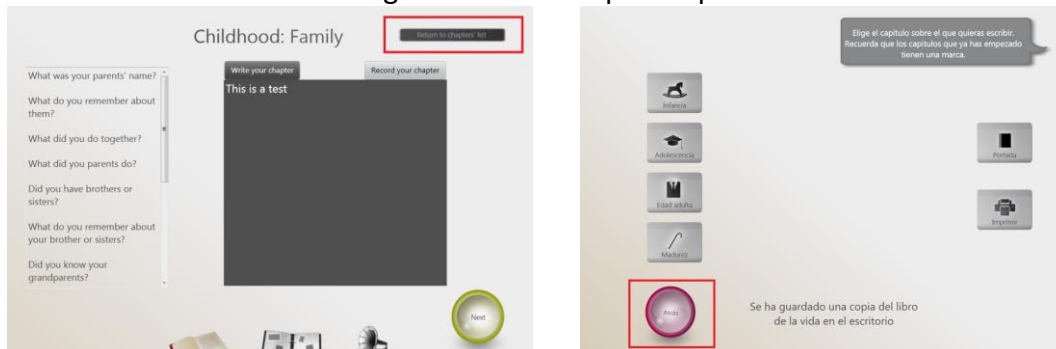 Childhood: Family
Return to chapters' list
What was your parents' name?
What do you remember about
them?
What did you do together?
What did you parents do?
Did you have brothers or
sisters?
What do you remember about
your brother or sisters?
Did you know your
grandparents?
Write your chapter
Record your chapter
This is a test
Next
Elige el capítulo sobre el que quieras escribir.
Recuerda que los capítulos que ya has empezado
tienen una marca.
Infancia
Adolescencia
Edad adulta
Madurez
Portada
Imprimir
Atrás
Se ha guardado una copia del libro
de la vida en el escritorio